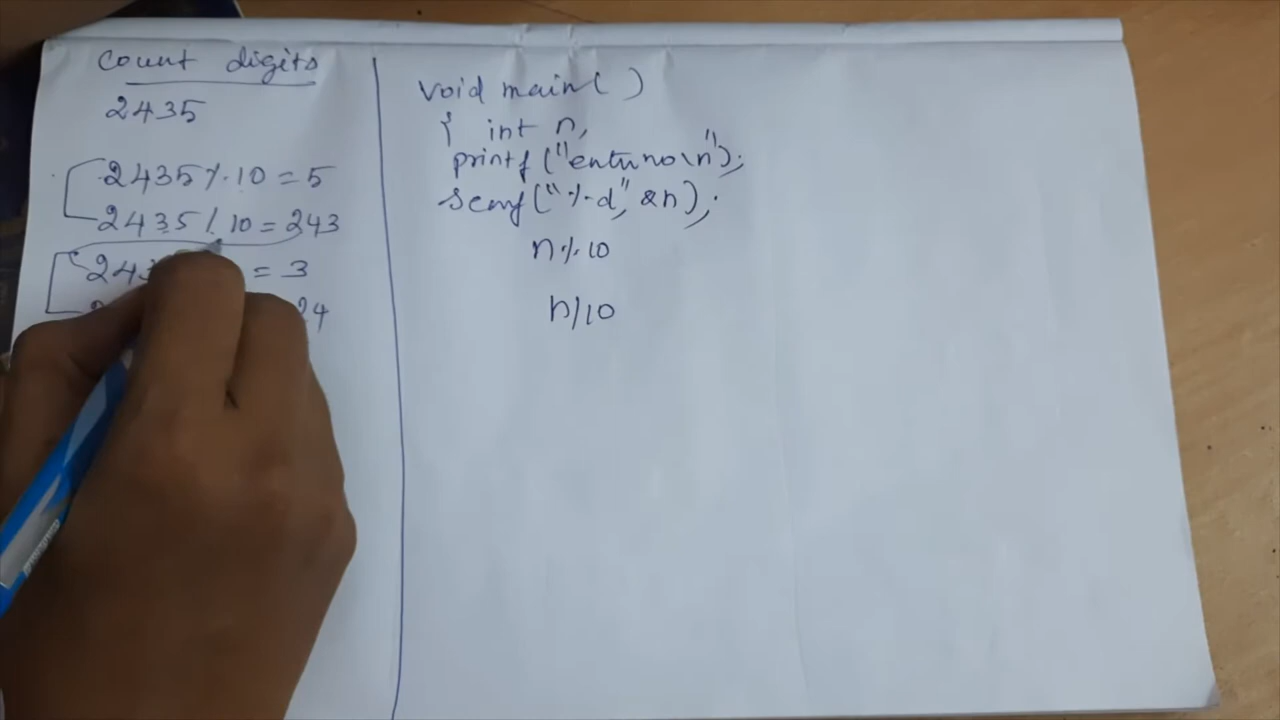 Count digits
2435
2435 % 10 = 5
2435 / 10 = 243
243 = 3
24
void main( )
{ int n,
printf ("enter no \n");
scanf ("%d", &n);
n % 10
n/10